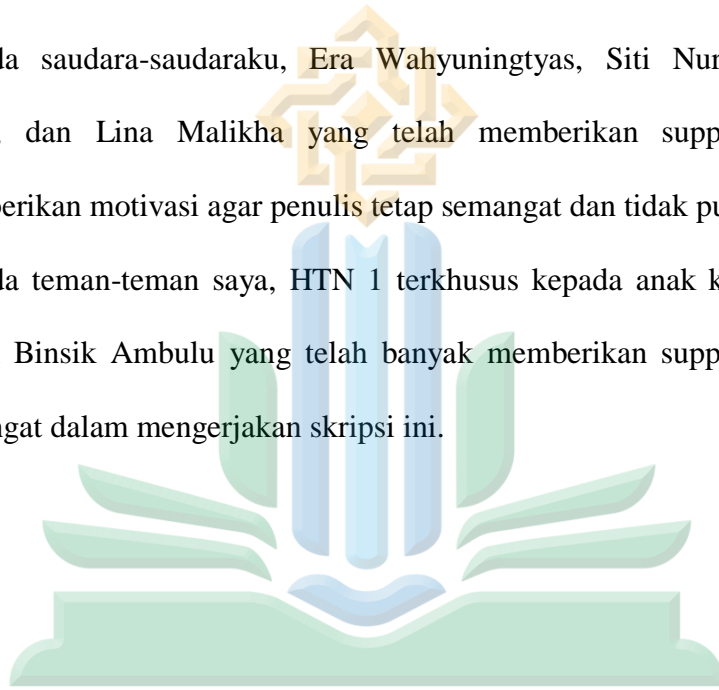 da saudara-saudaraku, Era Wahyuningtyas, Siti Nur
dan Lina Malikha yang telah memberikan supp
berikan motivasi agar penulis tetap semangat dan tidak pu
da teman-teman saya, HTN 1 terkhusus kepada anak k
Binsik Ambulu yang telah banyak memberikan supp
ngat dalam mengerjakan skripsi ini.